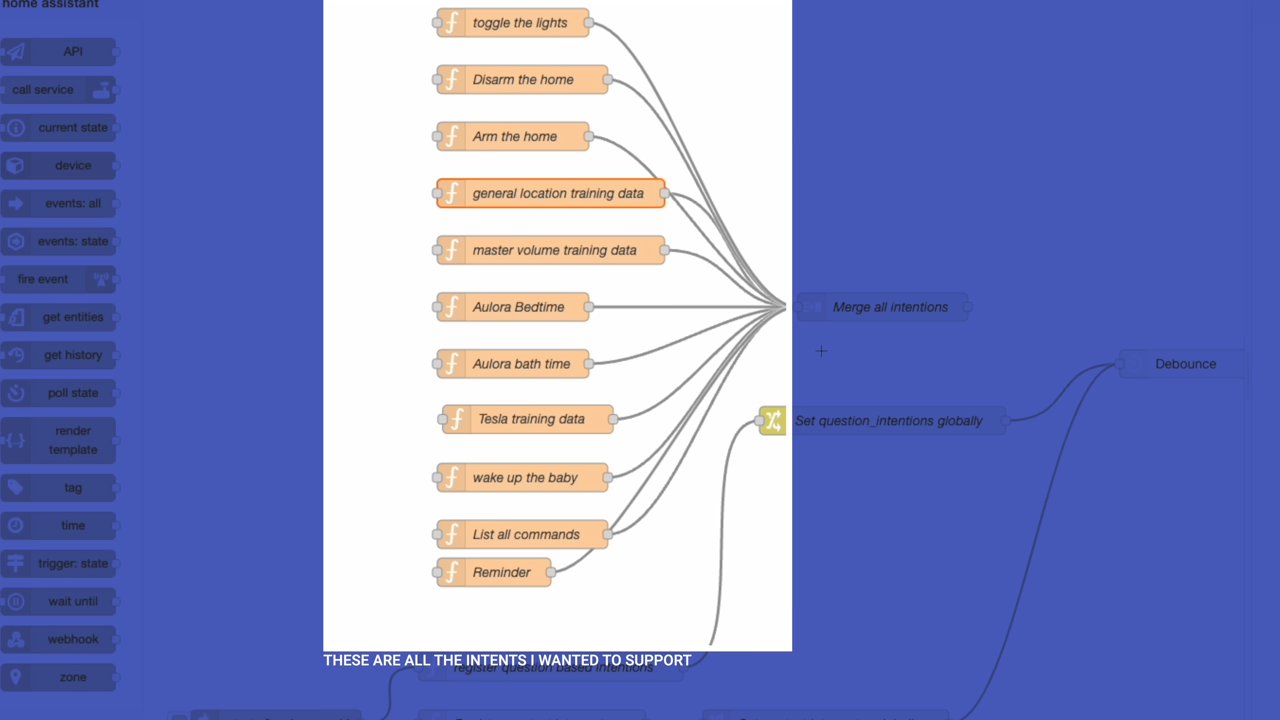 home assistant
API
call service
current state
device
events: all
events: state
fire event
get entities
get history
poll state
render
template
tag
time
trigger: state
wait until
webhook
zone
toggle the lights
Disarm the home
Arm the home
general location training data
master volume training data
Aulora Bedtime
Aulora bath time
Tesla training data
wake up the baby
List all commands
Reminder
Merge all intentions
Debounce
Set question_intentions globally
THESE ARE ALL THE INTENTS I WANTED TO SUPPORT
register question based intentions